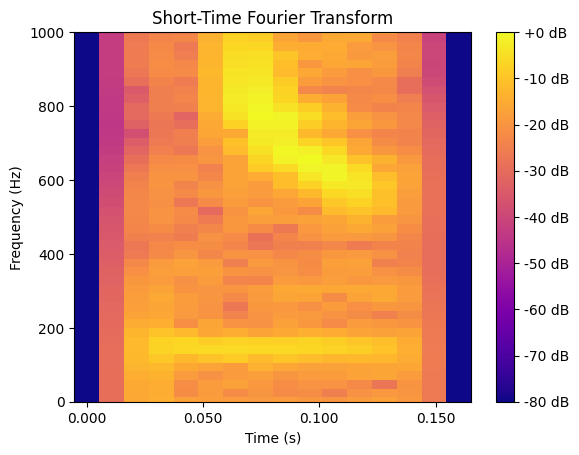 Short-Time Fourier Transform
1000
800
600
400
200
0
Frequency (Hz)
0.000
0.050
0.100
0.150
Time (s)
+0 dB
-10 dB
-20 dB
-30 dB
-40 dB
-50 dB
-60 dB
-70 dB
-80 dB